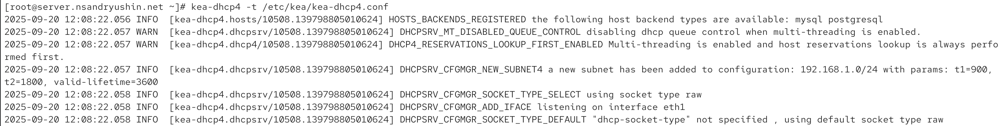 [root@server.nsandryushin.net ~]# kea-dhcp4 -t /etc/kea/kea-dhcp4.conf
2025-09-20 12:08:22.056 INFO  [kea-dhcp4.hosts/10508.139798805010624] HOSTS_BACKENDS_REGISTERED the following host backend types are available: mysql postgresql
2025-09-20 12:08:22.057 WARN  [kea-dhcp4.dhcpsrv/10508.139798805010624] DHCPSRV_MT_DISABLED_QUEUE_CONTROL disabling dhcp queue control when multi-threading is enabled.
2025-09-20 12:08:22.057 WARN  [kea-dhcp4.dhcp4/10508.139798805010624] DHCP4_RESERVATIONS_LOOKUP_FIRST_ENABLED Multi-threading is enabled and host reservations lookup is always perfo
rmed first.
2025-09-20 12:08:22.057 INFO  [kea-dhcp4.dhcpsrv/10508.139798805010624] DHCPSRV_CFGMGR_NEW_SUBNET4 a new subnet has been added to configuration: 192.168.1.0/24 with params: t1=900,
t2=1800, valid-lifetime=3600
2025-09-20 12:08:22.058 INFO  [kea-dhcp4.dhcpsrv/10508.139798805010624] DHCPSRV_CFGMGR_SOCKET_TYPE_SELECT using socket type raw
2025-09-20 12:08:22.058 INFO  [kea-dhcp4.dhcpsrv/10508.139798805010624] DHCPSRV_CFGMGR_ADD_IFACE listening on interface eth1
2025-09-20 12:08:22.058 INFO  [kea-dhcp4.dhcpsrv/10508.139798805010624] DHCPSRV_CFGMGR_SOCKET_TYPE_DEFAULT "dhcp-socket-type" not specified , using default socket type raw